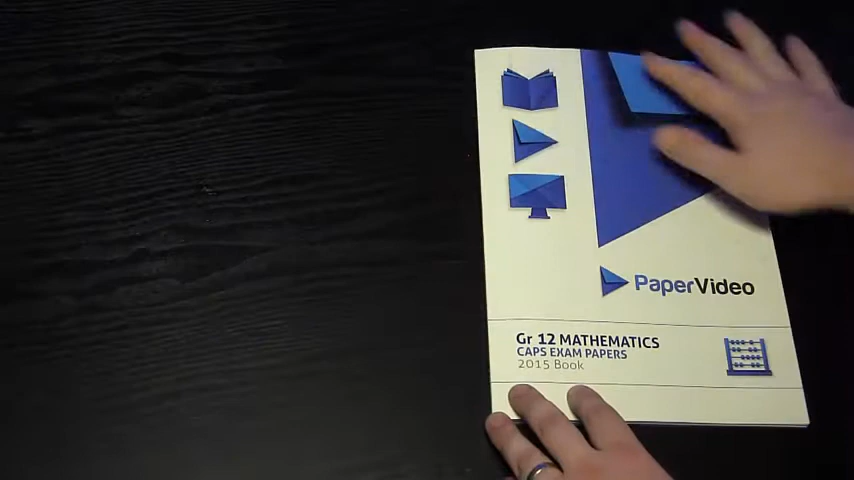 PaperVideo
Gr 12 MATHEMATICS
CAPS EXAM PAPERS
2015 Book